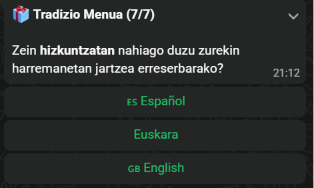 🎁 Tradizio Menua (7/7)
Zein hizkuntzatan nahiago duzu zurekin
harremanetan jartzea erreserbarako?
21:12
ES Español
Euskara
GB English